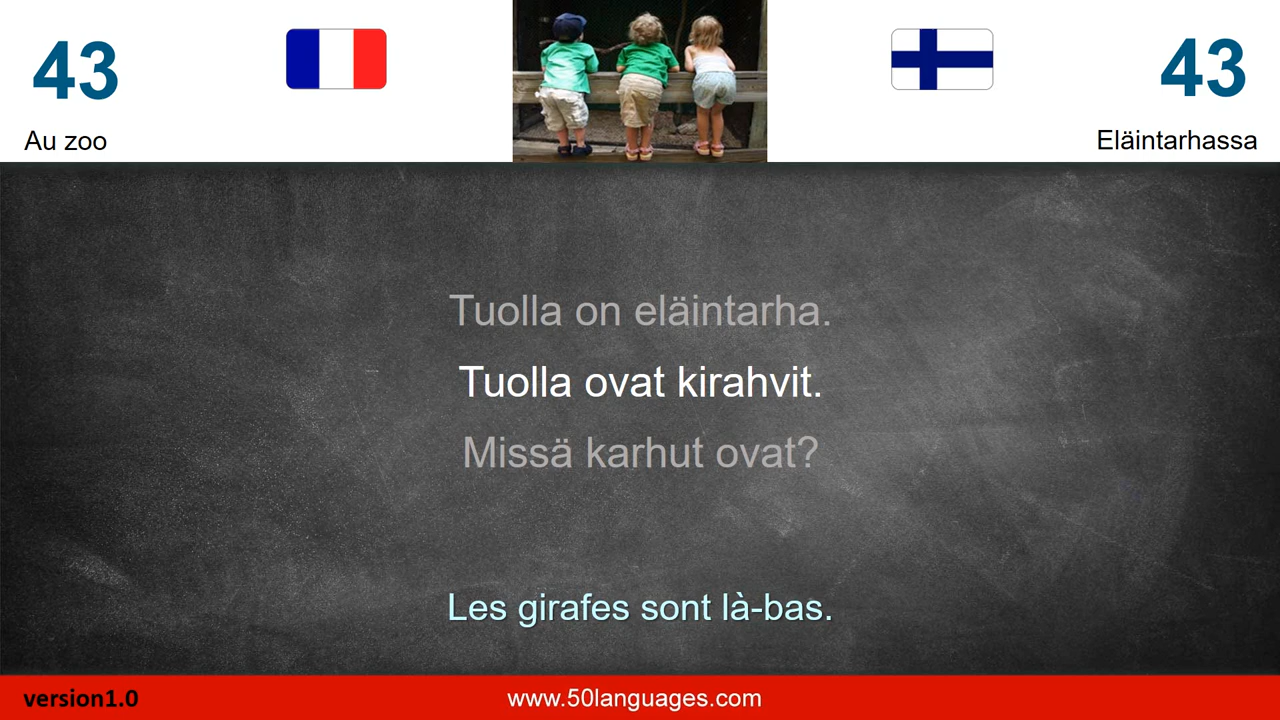 43
43
Au zoo
Eläintarhassa
Tuolla on eläintarha.
Tuolla ovat kirahvit.
Missä karhut ovat?
Les girafes sont là-bas.
version1.0
www.50languages.com